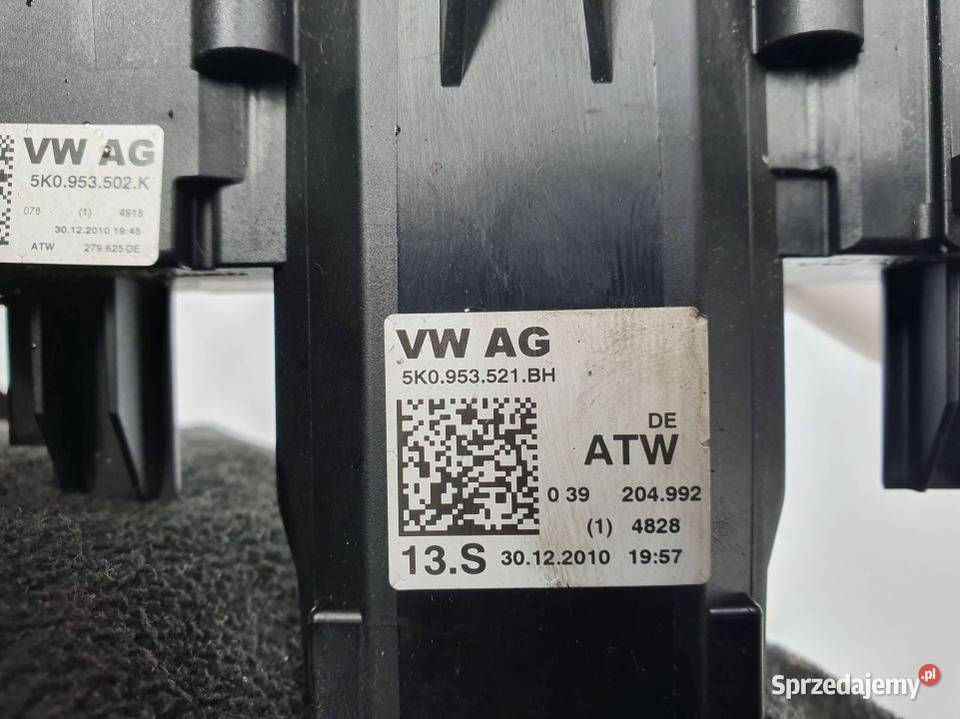 VW AG
5K0.953.502.K
078 (1) 4915
30.12.2010 19:45
ATW 279.625 DE
VW AG
5K0.953.521.BH
DE
ATW
0 39 204.992
(1) 4828
13.S 30.12.2010 19:57
Sprzedajemy.pl